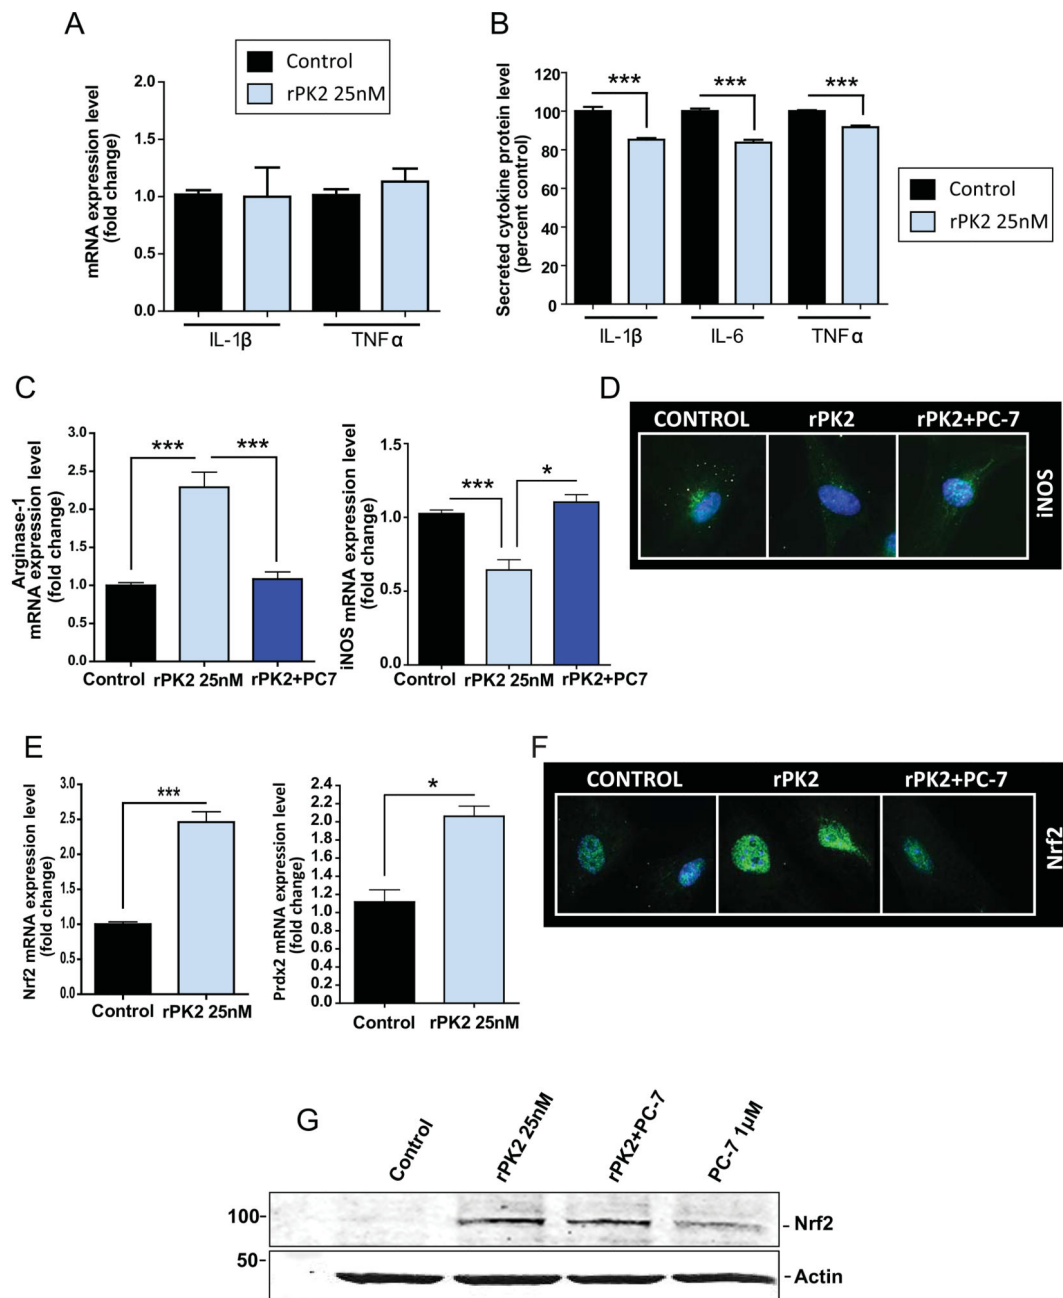 A
Control
rPK2 25nM
mRNA expression level
(fold change)
2.0
1.5
1.0
0.5
0.0
IL-1β
TNFα
B
Secreted cytokine protein level
(percent control)
120
100
80
60
40
20
0
***
***
***
IL-1β
IL-6
TNFα
Control
rPK2 25nM
C
Arginase-1
mRNA expression level
(fold change)
3.0
2.5
2.0
1.5
1.0
0.5
0.0
***
***
Control
rPK2 25nM
rPK2+PC7
iNOS mRNA expression level
(fold change)
1.5
1.0
0.5
0.0
***
*
Control
rPK2 25nM
rPK2+PC7
D
CONTROL
rPK2
rPK2+PC-7
iNOS
E
Nrf2 mRNA expression level
(fold change)
3.0
2.5
2.0
1.5
1.0
0.5
0.0
***
Control
rPK2 25nM
Prdx2 mRNA expression level
(fold change)
2.4
2.2
2.0
1.8
1.6
1.4
1.2
1.0
0.8
0.6
0.4
0.2
0.0
*
Control
rPK2 25nM
F
CONTROL
rPK2
rPK2+PC-7
Nrf2
G
Control
rPK2 25nM
rPK2+PC-7
PC-7 1µM
100-
- Nrf2
50-
-Actin